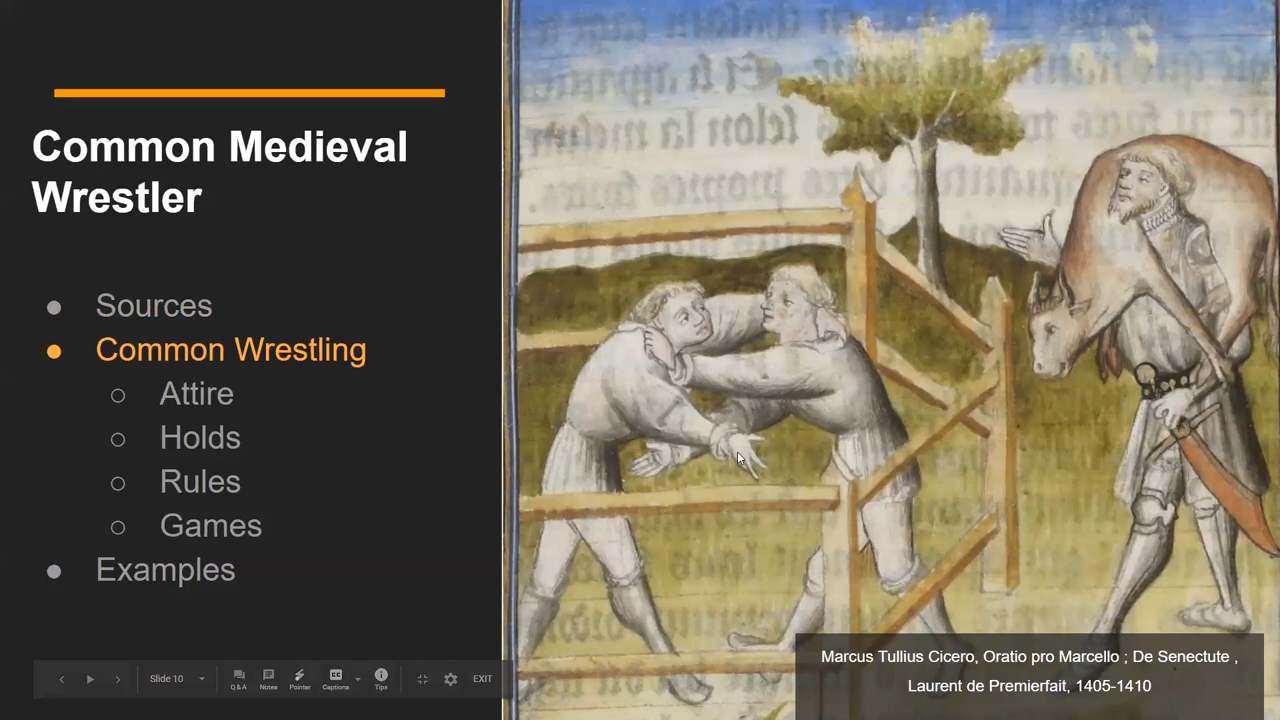 Common Medieval
Wrestler
● Sources
● Common Wrestling
○ Attire
○ Holds
○ Rules
○ Games
● Examples
Slide 10
Q & A
Notes
Pointer
Captions
Tips
EXIT
Marcus Tullius Cicero, Oratio pro Marcello ; De Senectute ,
Laurent de Premierfait, 1405-1410